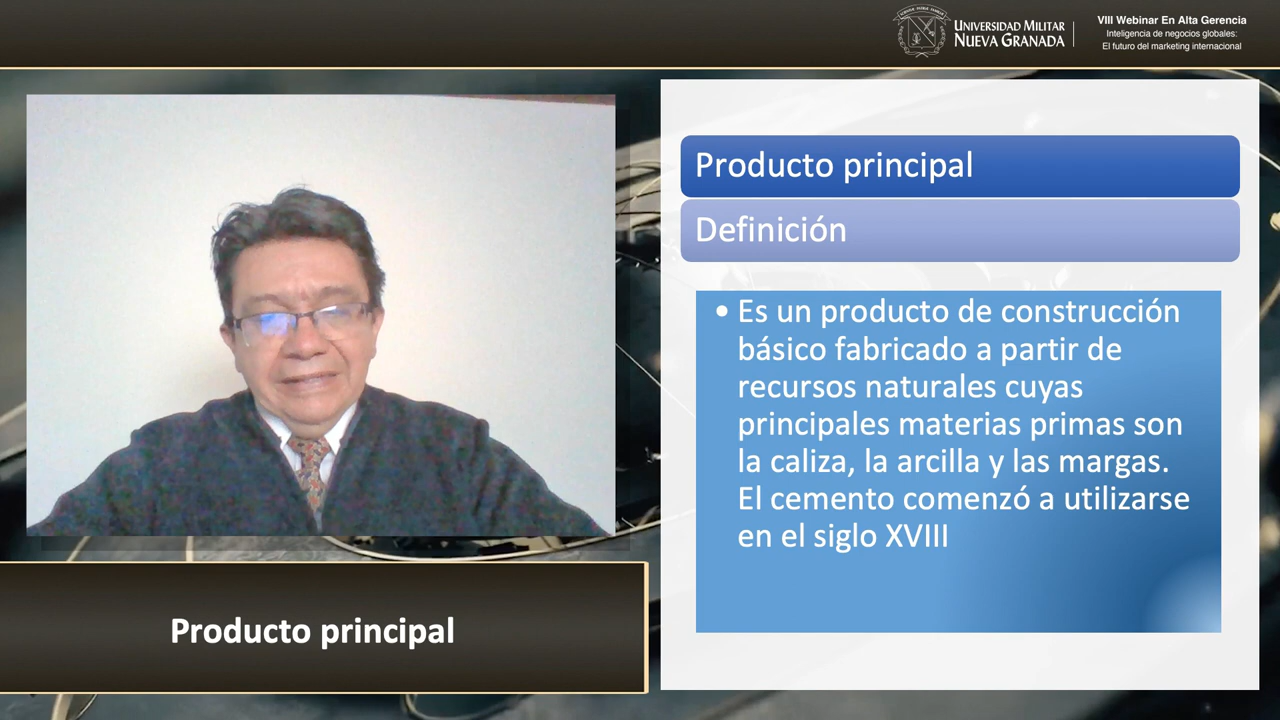 UNIVERSIDAD MILITAR
NUEVA GRANADA
VIII Webinar En Alta Gerencia
Inteligencia de negocios globales:
El futuro del marketing internacional
Producto principal
Definición
• Es un producto de construcción
básico fabricado a partir de
recursos naturales cuyas
principales materias primas son
la caliza, la arcilla y las margas.
El cemento comenzó a utilizarse
en el siglo XVIII
Producto principal